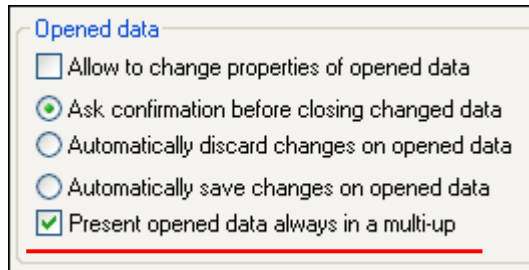 Opened data
Allow to change properties of opened data
Ask confirmation before closing changed data
Automatically discard changes on opened data
Automatically save changes on opened data
Present opened data always in a multi-up